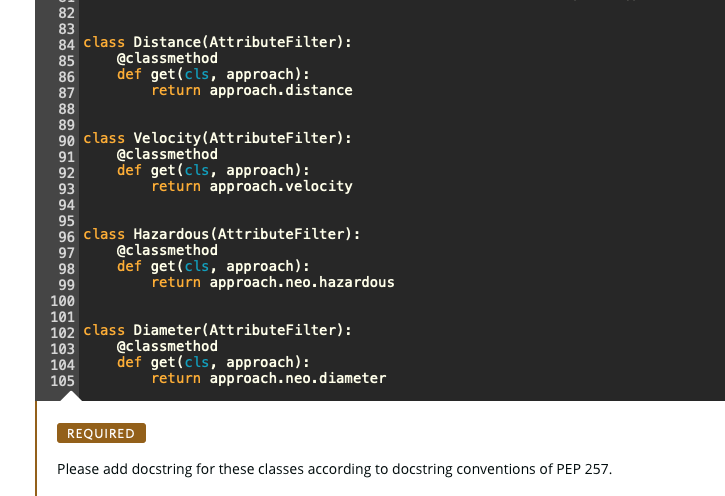 82
83
84 class Distance(AttributeFilter):
85     @classmethod
86     def get(cls, approach):
87         return approach.distance
88
89
90 class Velocity(AttributeFilter):
91     @classmethod
92     def get(cls, approach):
93         return approach.velocity
94
95
96 class Hazardous(AttributeFilter):
97     @classmethod
98     def get(cls, approach):
99         return approach.neo.hazardous
100
101
102 class Diameter(AttributeFilter):
103     @classmethod
104     def get(cls, approach):
105         return approach.neo.diameter
REQUIRED
Please add docstring for these classes according to docstring conventions of PEP 257.